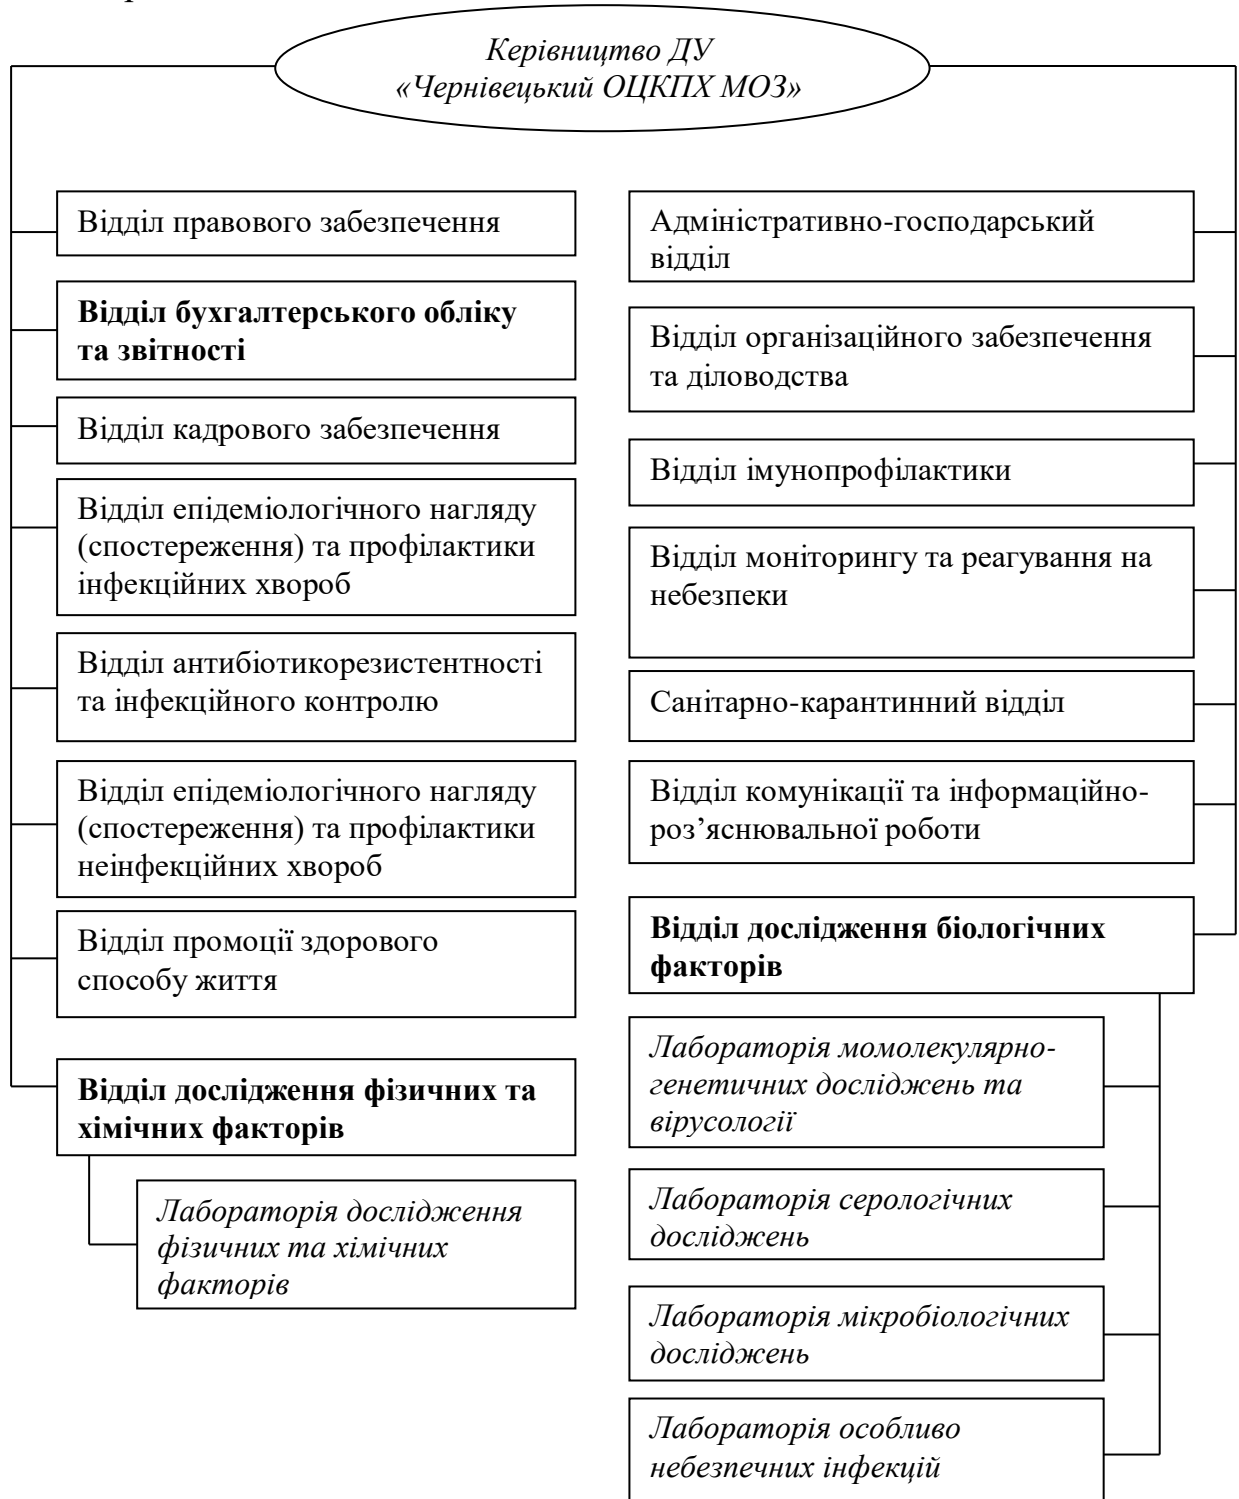 Керівництво ДУ
«Чернівецький ОЦКПХ МОЗ»
Відділ правового забезпечення
Відділ бухгалтерського обліку
та звітності
Відділ кадрового забезпечення
Відділ епідеміологічного нагляду
(спостереження) та профілактики
інфекційних хвороб
Відділ антибіотикорезистентності
та інфекційного контролю
Відділ епідеміологічного нагляду
(спостереження) та профілактики
неінфекційних хвороб
Відділ промоції здорового
способу життя
Відділ дослідження фізичних та
хімічних факторів
Лабораторія дослідження
фізичних та хімічних
факторів
Адміністративно-господарський
відділ
Відділ організаційного забезпечення
та діловодства
Відділ імунопрофілактики
Відділ моніторингу та реагування на
небезпеки
Санітарно-карантинний відділ
Відділ комунікації та інформаційно-
роз’яснювальної роботи
Відділ дослідження біологічних
факторів
Лабораторія момолекулярно-
генетичних досліджень та
вірусології
Лабораторія серологічних
досліджень
Лабораторія мікробіологічних
досліджень
Лабораторія особливо
небезпечних інфекцій